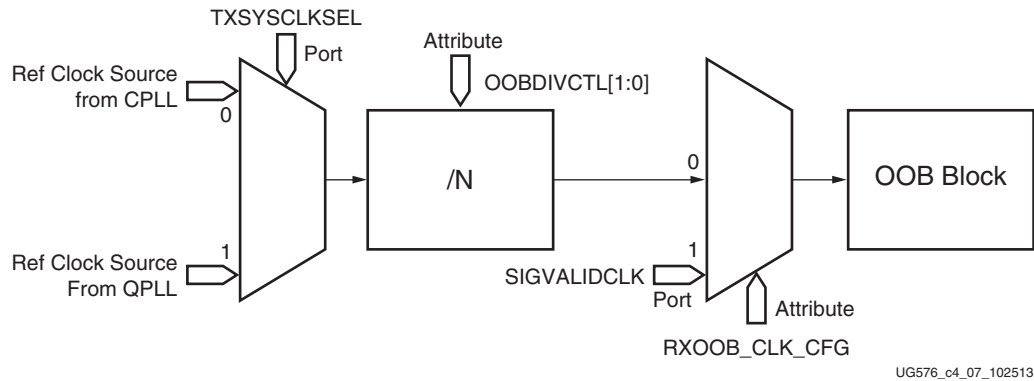 TXSYSCLKSEL
Port
Attribute
Ref Clock Source
from CPLL
OOBDIVCTL[1:0]
0
/N
0
OOB Block
1
Ref Clock Source
From QPLL
1
SIGVALIDCLK
Port
Attribute
RXOOB_CLK_CFG
UG576_c4_07_102513